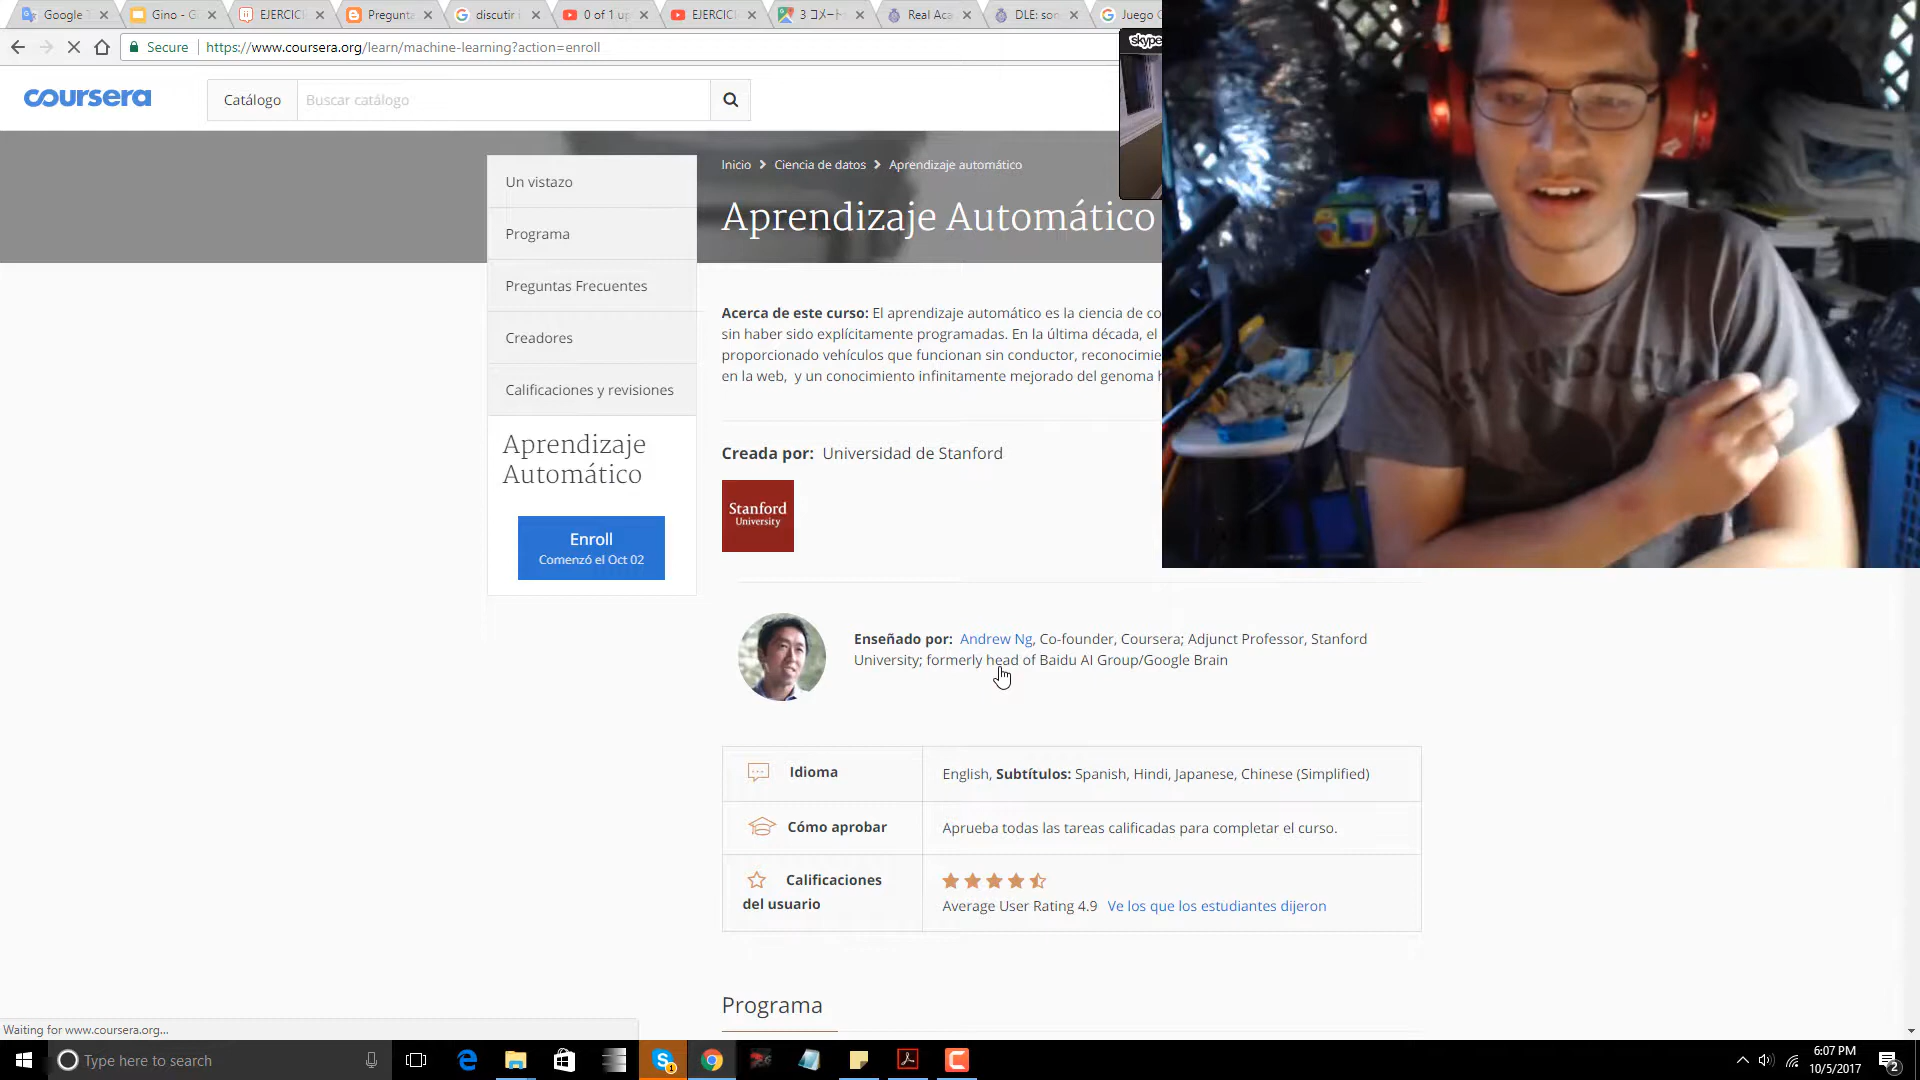 Google T
Gino - G
EJERCIC
Pregunta
discutir
0 of 1 up
EJERCIC
Real Aca
DLE: son
Juego C
Secure
https://www.coursera.org/learn/machine-learning?action=enroll
skype
coursera
Catálogo
Buscar catálogo
Inicio
Ciencia de datos
Aprendizaje automático
Aprendizaje Automático
Un vistazo
Programa
Preguntas Frecuentes
Creadores
Calificaciones y revisiones
Aprendizaje
Automático
Enroll
Comenzó el Oct 02
Acerca de este curso: El aprendizaje automático es la ciencia de co
sin haber sido explícitamente programadas. En la última década, el
proporcionado vehículos que funcionan sin conductor, reconocimie
en la web, y un conocimiento infinitamente mejorado del genoma h
Creada por: Universidad de Stanford
Stanford
University
Enseñado por: Andrew Ng, Co-founder, Coursera; Adjunct Professor, Stanford
University; formerly head of Baidu AI Group/Google Brain
Idioma
English, Subtítulos: Spanish, Hindi, Japanese, Chinese (Simplified)
Cómo aprobar
Aprueba todas las tareas calificadas para completar el curso.
Calificaciones
del usuario
Average User Rating 4.9 Ve los que los estudiantes dijeron
Programa
Waiting for www.coursera.org...
Type here to search
6:07 PM
10/5/2017
2